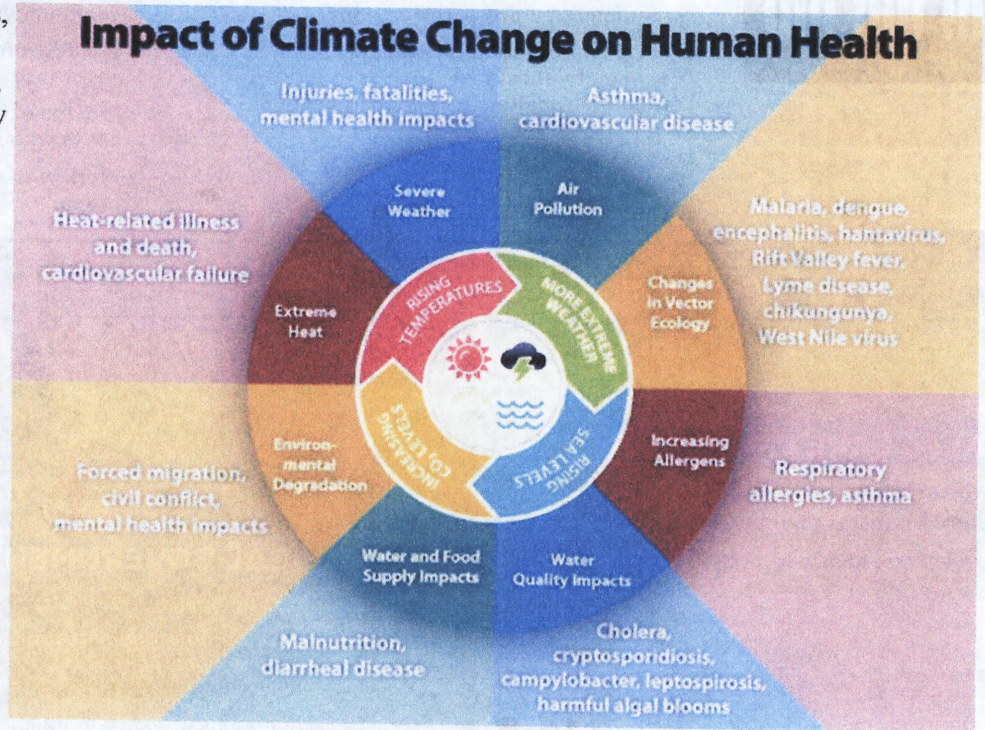 Impact of Climate Change on Human Health
Injuries, fatalities,
mental health impacts
Asthma,
cardiovascular disease
Severe
Weather
Air
Pollution
Heat-related illness
and death,
cardiovascular failure
Malaria, dengue,
encephalitis, hantavirus,
Rift Valley fever,
Lyme disease,
chikungunya,
West Nile virus
Extreme
Heat
Changes
in Vector
Ecology
RISING
TEMPERATURES
MORE EXTREME
WEATHER
INCREASING
CO₂ LEVELS
RISING
SEA LEVELS
Environ-
mental
Degradation
Increasing
Allergens
Forced migration,
civil conflict,
mental health impacts
Respiratory
allergies, asthma
Water and Food
Supply Impacts
Water
Quality Impacts
Malnutrition,
diarrheal disease
Cholera,
cryptosporidiosis,
campylobacter, leptospirosis,
harmful algal blooms